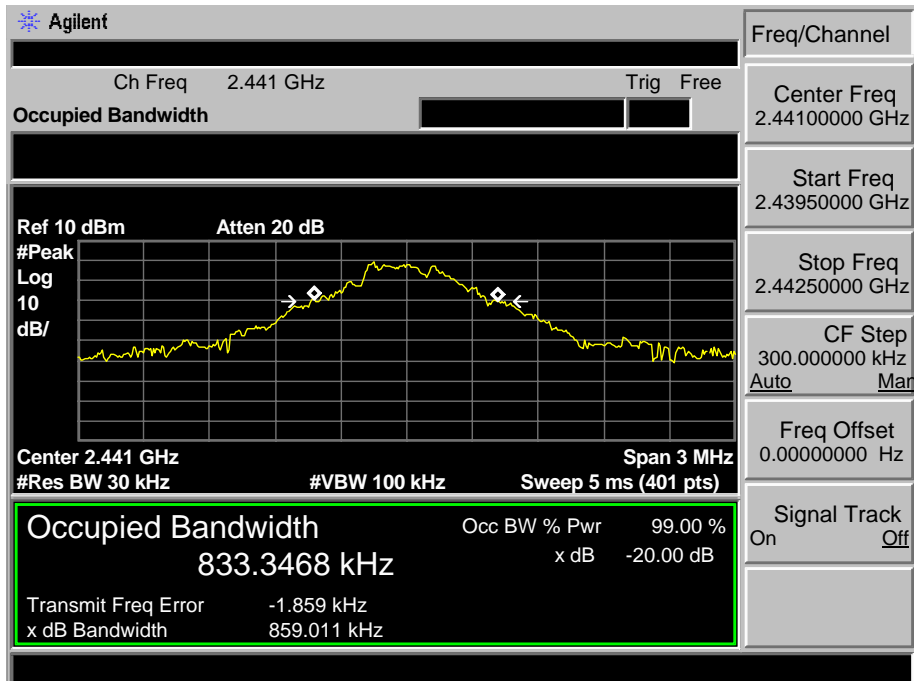 Agilent
Freq/Channel
Ch Freq 2.441 GHz Trig Free
Occupied Bandwidth
Center Freq
2.44100000 GHz
Start Freq
2.43950000 GHz
Stop Freq
2.44250000 GHz
CF Step
300.000000 kHz
Auto Man
Freq Offset
0.00000000 Hz
Signal Track
On Off
Ref 10 dBm Atten 20 dB
#Peak
Log
10
dB/
Center 2.441 GHz Span 3 MHz
#Res BW 30 kHz #VBW 100 kHz Sweep 5 ms (401 pts)
Occupied Bandwidth Occ BW % Pwr 99.00 %
833.3468 kHz x dB -20.00 dB
Transmit Freq Error -1.859 kHz
x dB Bandwidth 859.011 kHz